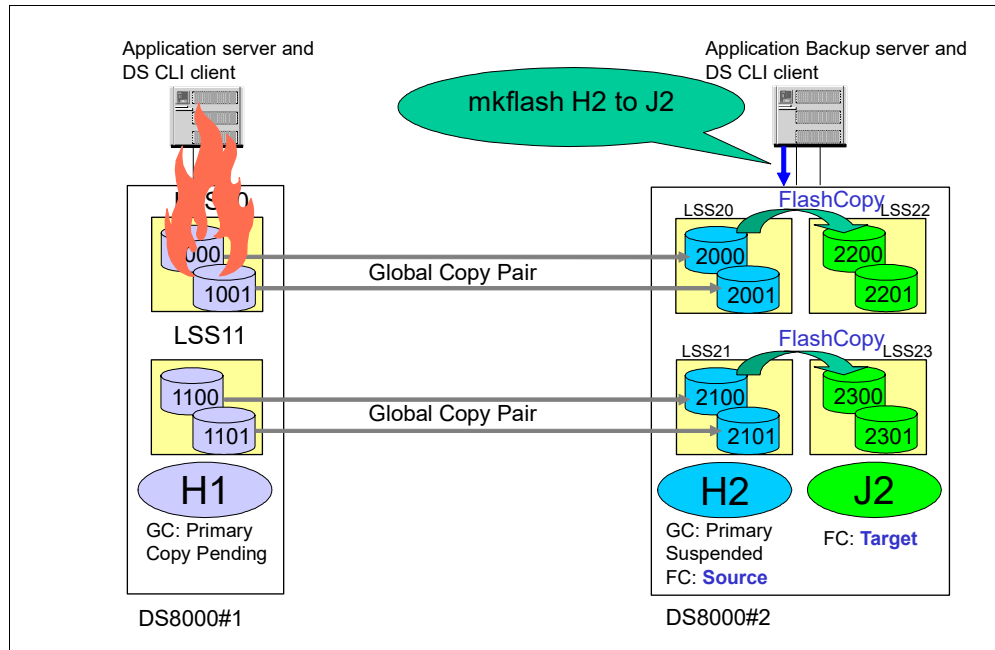 Application server and
DS CLI client
Application Backup server and
DS CLI client
mkflash H2 to J2
FlashCopy
LSS20
LSS22
1001
2000
2001
2200
2201
Global Copy Pair
LSS11
FlashCopy
LSS21
LSS23
1100
1101
2100
2101
2300
2301
Global Copy Pair
H1
H2
J2
GC: Primary
Copy Pending
GC: Primary
Suspended
FC: Source
FC: Target
DS8000#1
DS8000#2